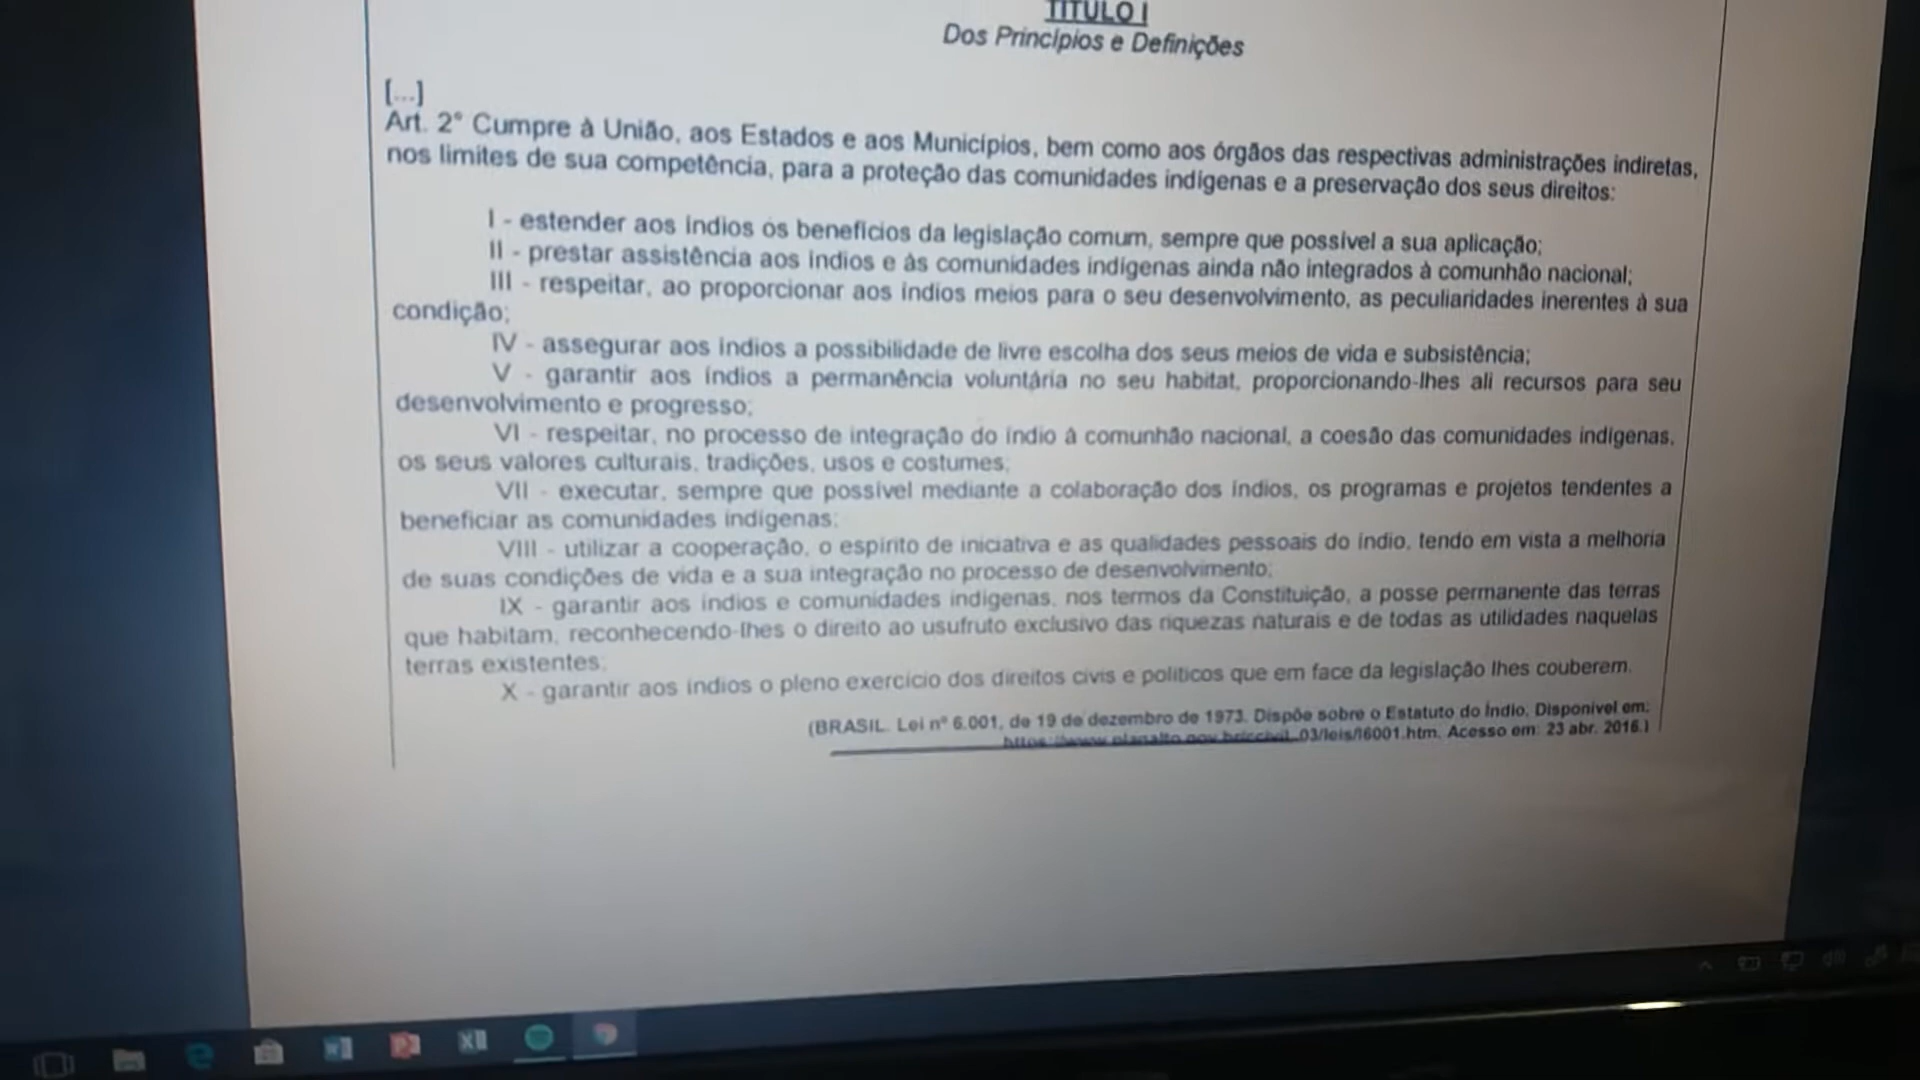 TÍTULO I
Dos Princípios e Definições
[...]
Art. 2° Cumpre à União, aos Estados e aos Municípios, bem como aos órgãos das respectivas administrações indiretas,
nos limites de sua competência, para a proteção das comunidades indígenas e a preservação dos seus direitos:
I - estender aos índios os benefícios da legislação comum, sempre que possível a sua aplicação;
II - prestar assistência aos índios e às comunidades indígenas ainda não integrados à comunhão nacional;
III - respeitar, ao proporcionar aos índios meios para o seu desenvolvimento, as peculiaridades inerentes à sua
condição;
IV - assegurar aos índios a possibilidade de livre escolha dos seus meios de vida e subsistência;
V - garantir aos índios a permanência voluntária no seu habitat, proporcionando-lhes ali recursos para seu
desenvolvimento e progresso;
VI - respeitar, no processo de integração do índio à comunhão nacional, a coesão das comunidades indígenas,
os seus valores culturais, tradições, usos e costumes;
VII - executar, sempre que possível mediante a colaboração dos índios, os programas e projetos tendentes a
beneficiar as comunidades indígenas;
VIII - utilizar a cooperação, o espírito de iniciativa e as qualidades pessoais do índio, tendo em vista a melhoria
de suas condições de vida e a sua integração no processo de desenvolvimento;
IX - garantir aos índios e comunidades indígenas, nos termos da Constituição, a posse permanente das terras
que habitam, reconhecendo-lhes o direito ao usufruto exclusivo das riquezas naturais e de todas as utilidades naquelas
terras existentes;
X - garantir aos índios o pleno exercício dos direitos civis e políticos que em face da legislação lhes couberem.
(BRASIL. Lei nº 6.001, de 19 de dezembro de 1973. Dispõe sobre o Estatuto do Índio. Disponível em:
https://www.planalto.gov.br/ccivil_03/leis/l6001.htm. Acesso em: 23 abr. 2016.)